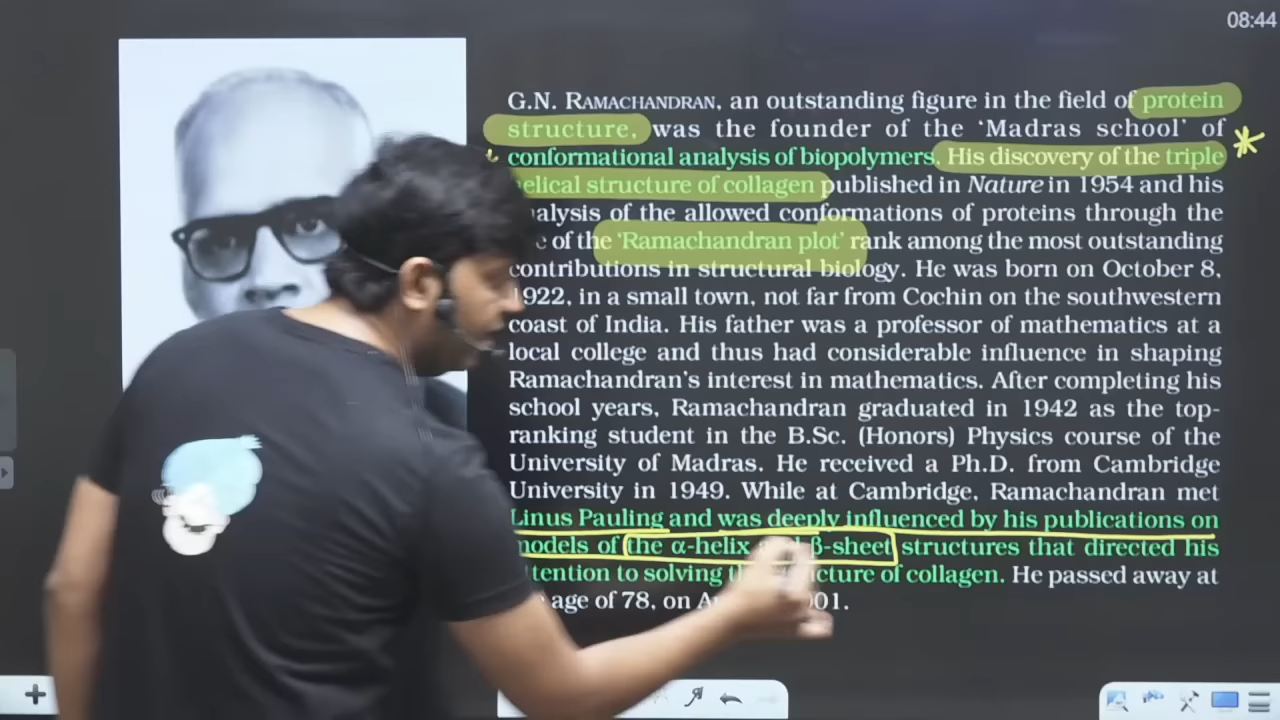 08:44
G.N. RAMACHANDRAN, an outstanding figure in the field of protein
structure, was the founder of the ‘Madras school’ of
conformational analysis of biopolymers. His discovery of the triple
helical structure of collagen published in Nature in 1954 and his
alysis of the allowed conformations of proteins through the
e of the ‘Ramachandran plot’ rank among the most outstanding
contributions in structural biology. He was born on October 8,
1922, in a small town, not far from Cochin on the southwestern
coast of India. His father was a professor of mathematics at a
local college and thus had considerable influence in shaping
Ramachandran’s interest in mathematics. After completing his
school years, Ramachandran graduated in 1942 as the top-
ranking student in the B.Sc. (Honors) Physics course of the
University of Madras. He received a Ph.D. from Cambridge
University in 1949. While at Cambridge, Ramachandran met
Linus Pauling and was deeply influenced by his publications on
models of the α-helix β-sheet structures that directed his
tention to solving cture of collagen. He passed away at
age of 78, on 001.